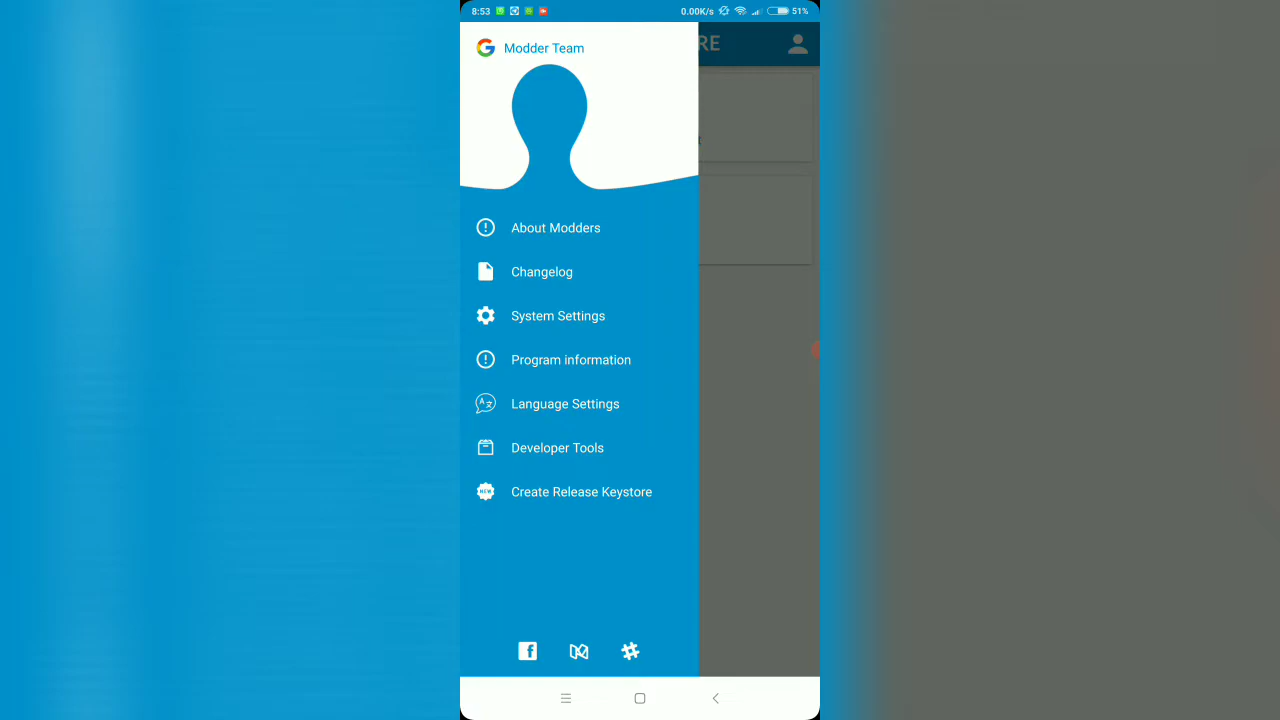 8:53
0.00K/s
51%
Modder Team
RE
About Modders
Changelog
System Settings
Program information
Language Settings
Developer Tools
NEW
Create Release Keystore